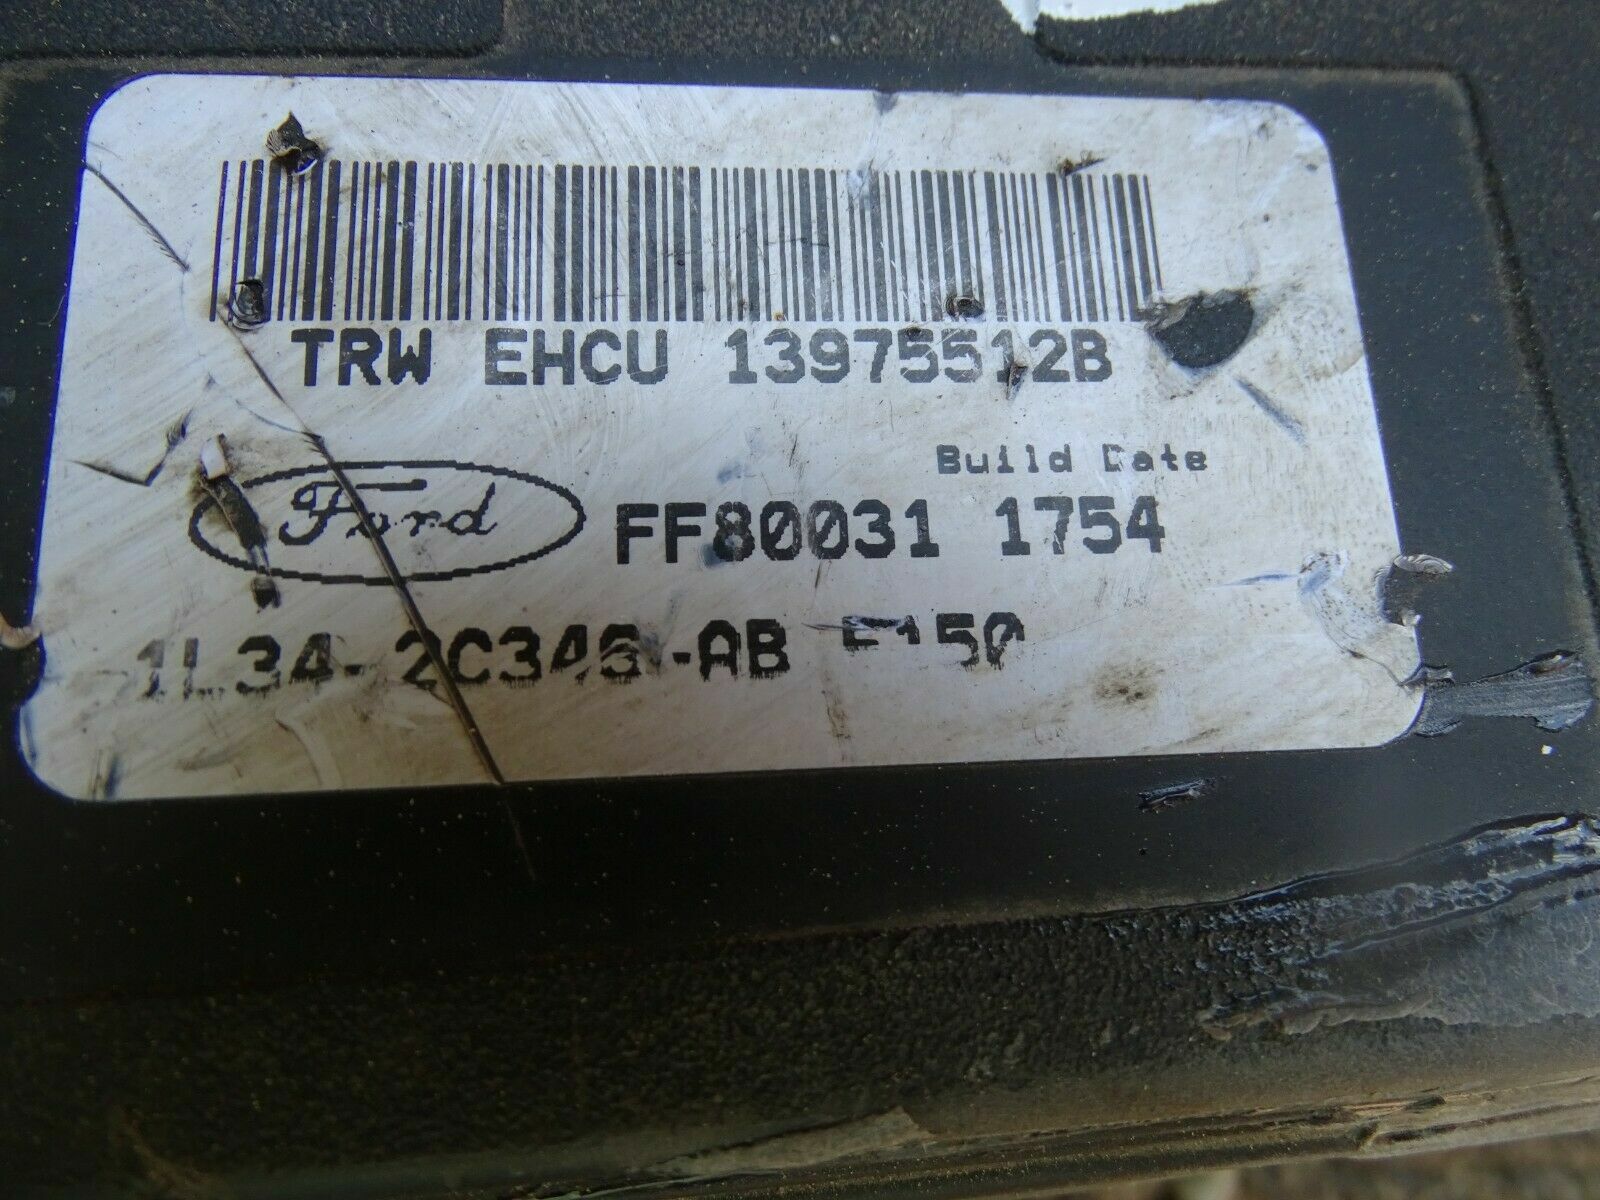 TRW EHCU 13975512B
Build Date
Ford FF80031 1754
1L34-2C346-AB F150